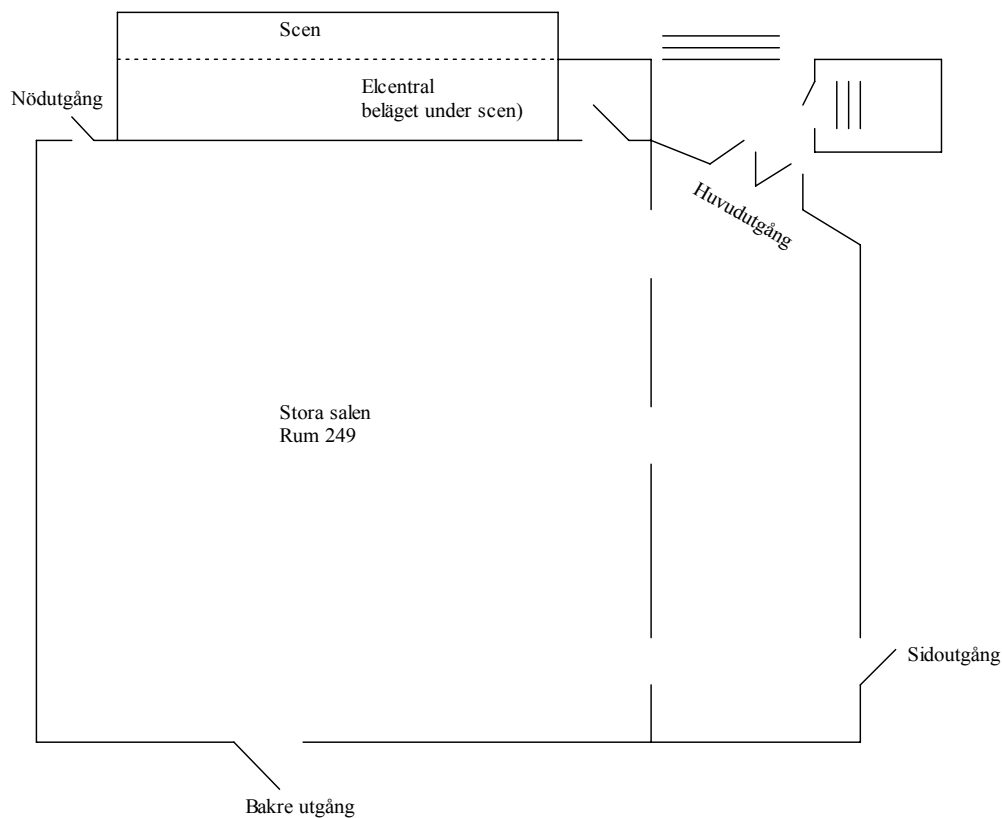 Scen
Elcentral
beläget under scen)
Nödutgång
Huvudutgång
Stora salen
Rum 249
Sidoutgång
Bakre utgång